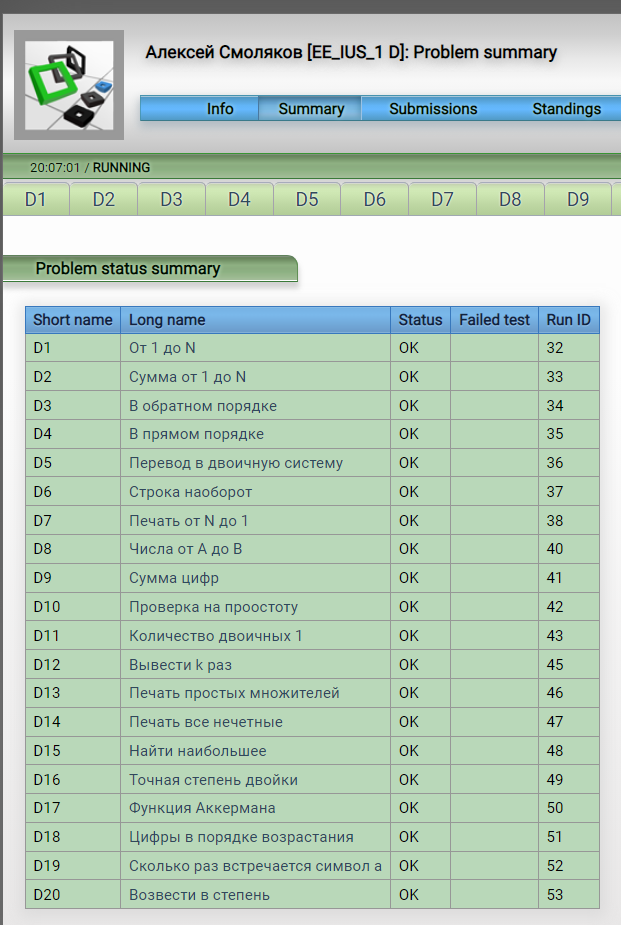 Алексей Смоляков [EE_IUS_1 D]: Problem summary
Info Summary Submissions Standings
20:07:01 / RUNNING
D1 D2 D3 D4 D5 D6 D7 D8 D9
Problem status summary
Short name Long name Status Failed test Run ID
D1 От 1 до N OK 32
D2 Сумма от 1 до N OK 33
D3 В обратном порядке OK 34
D4 В прямом порядке OK 35
D5 Перевод в двоичную систему OK 36
D6 Строка наоборот OK 37
D7 Печать от N до 1 OK 38
D8 Числа от A до B OK 40
D9 Сумма цифр OK 41
D10 Проверка на проостоту OK 42
D11 Количество двоичных 1 OK 43
D12 Вывести k раз OK 45
D13 Печать простых множителей OK 46
D14 Печать все нечетные OK 47
D15 Найти наибольшее OK 48
D16 Точная степень двойки OK 49
D17 Функция Аккермана OK 50
D18 Цифры в порядке возрастания OK 51
D19 Сколько раз встречается символ a OK 52
D20 Возвести в степень OK 53